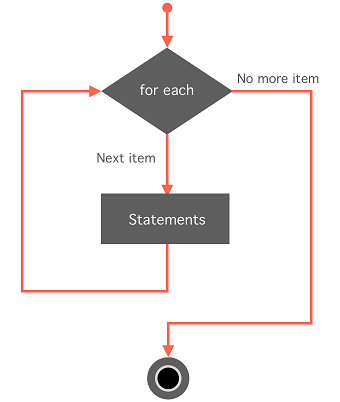 for each
No more item
Next item
Statements